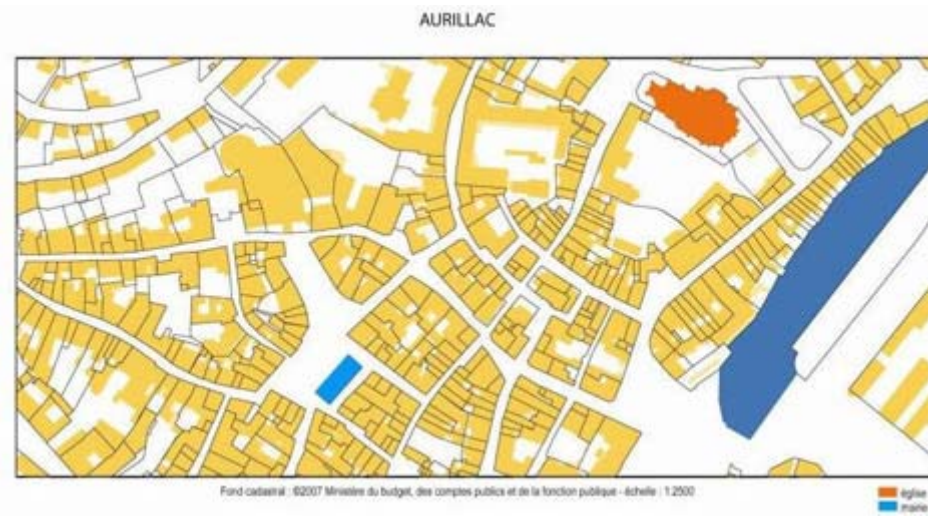 AURILLAC
Fond cadastral : ©2007 Ministère du budget, des comptes publics et de la fonction publique - échelle : 1:2500
église
mairie